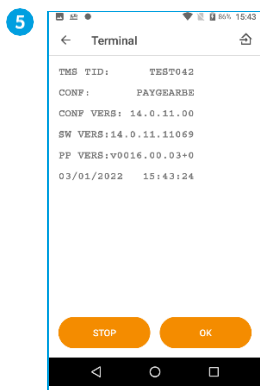 5
86% 15:43
Terminal
TMS TID: TEST042
CONF: PAYGEARBE
CONF VERS: 14.0.11.00
SW VERS:14.0.11.11069
PP VERS:v0016.00.03+0
03/01/2022 15:43:24
STOP OK